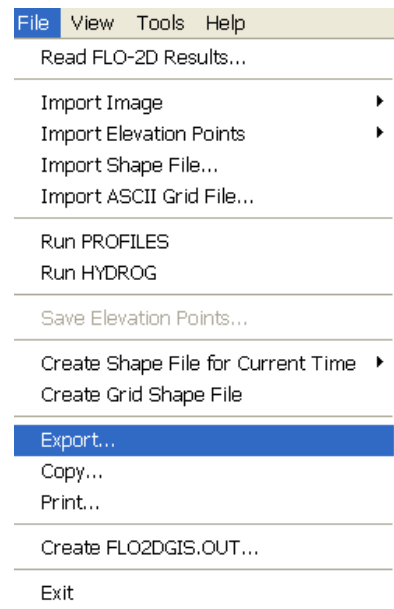 File View Tools Help
Read FLO-2D Results...
Import Image
Import Elevation Points
Import Shape File...
Import ASCII Grid File...
Run PROFILES
Run HYDROG
Save Elevation Points...
Create Shape File for Current Time
Create Grid Shape File
Export...
Copy...
Print...
Create FLO2DGIS.OUT...
Exit